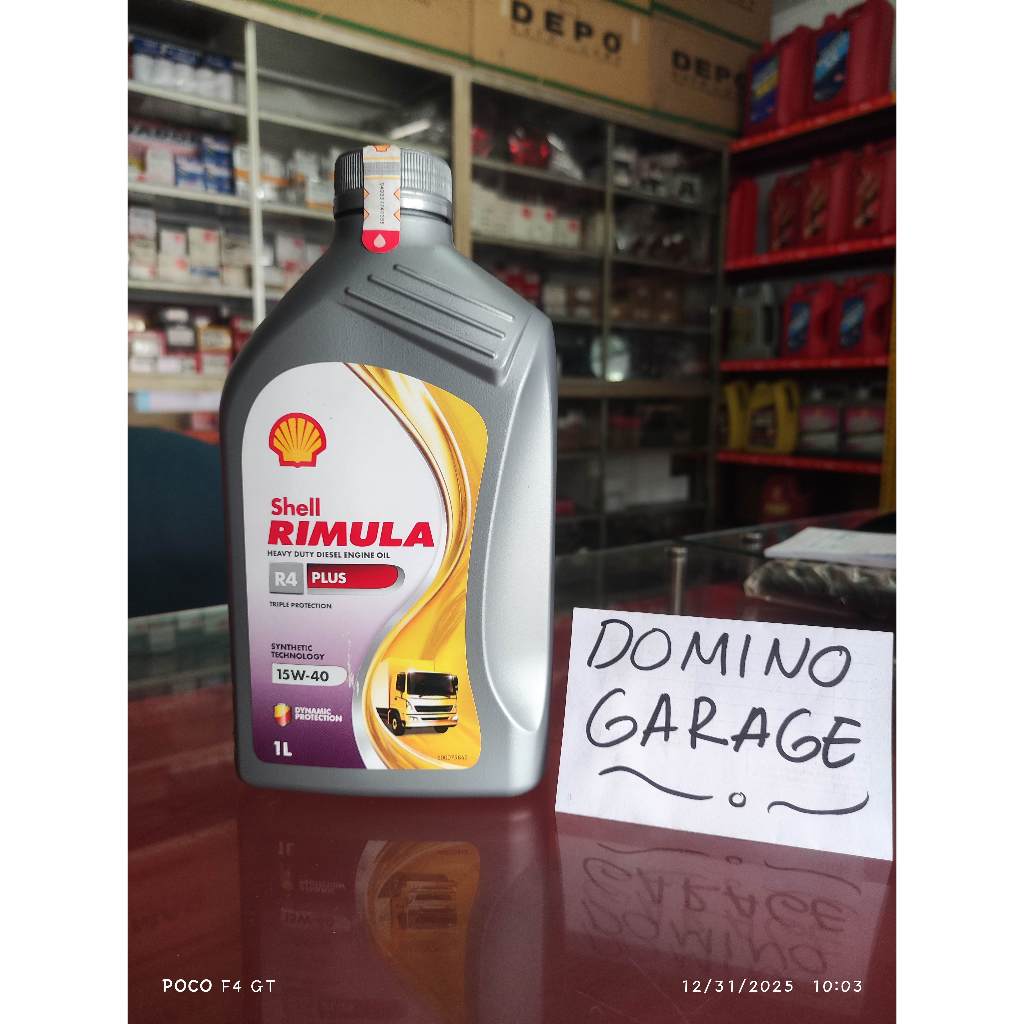 DEPO
DEPO
Shell
RIMULA
HEAVY DUTY DIESEL ENGINE OIL
R4 PLUS
TRIPLE PROTECTION
SYNTHETIC
TECHNOLOGY
15W-40
DYNAMIC
PROTECTION
1L
DOMINO
GARAGE
POCO F4 GT
12/31/2025 10:03